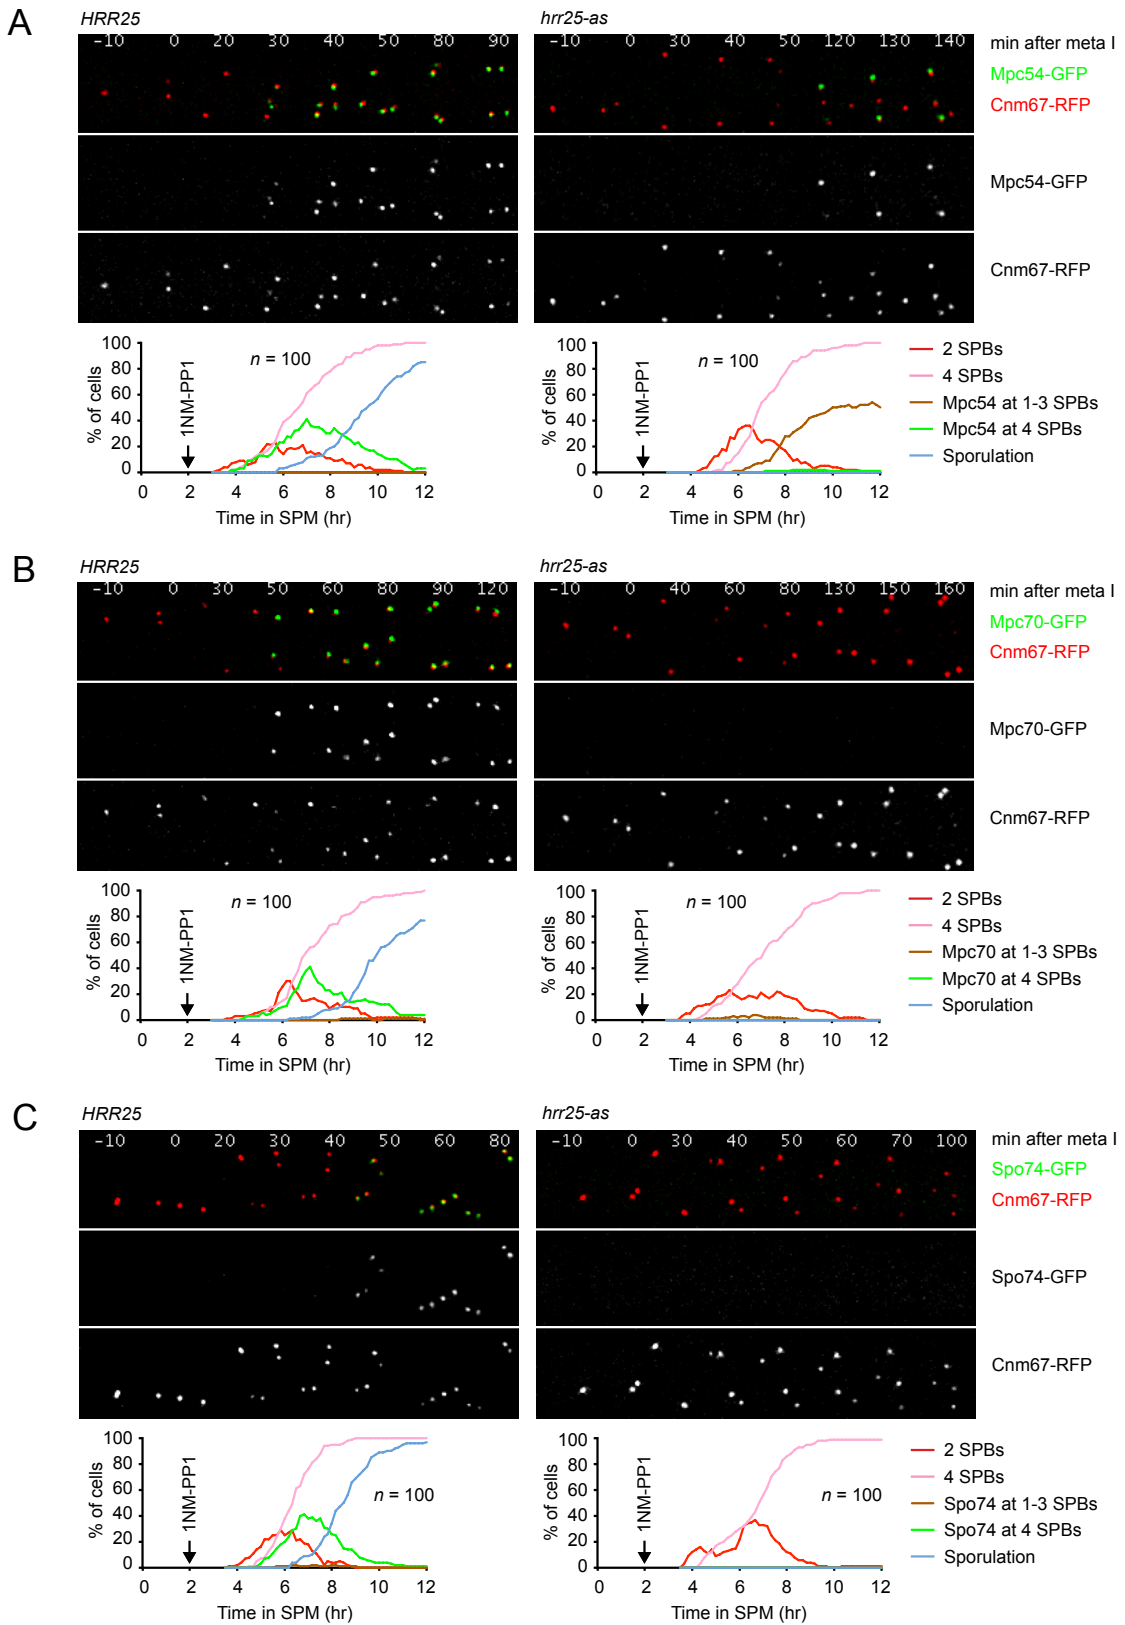 A
HRR25
hrr25-as
-10 0 20 30 40 50 70 90
-10 0 30 40 50 120 130 140
min after meta I
Mpc54-GFP
Cnm67-RFP
Mpc54-GFP
Cnm67-RFP
% of cells
100
80
60
40
20
0
1NM-PP1
n = 100
0 2 4 6 8 10 12
Time in SPM (hr)
% of cells
100
80
60
40
20
0
1NM-PP1
n = 100
0 2 4 6 8 10 12
Time in SPM (hr)
2 SPBs
4 SPBs
Mpc54 at 1-3 SPBs
Mpc54 at 4 SPBs
Sporulation
B
HRR25
hrr25-as
-10 0 30 50 60 80 90 120
-10 0 40 60 80 130 150 160
min after meta I
Mpc70-GFP
Cnm67-RFP
Mpc70-GFP
Cnm67-RFP
% of cells
100
80
60
40
20
0
1NM-PP1
n = 100
0 2 4 6 8 10 12
Time in SPM (hr)
% of cells
100
80
60
40
20
0
1NM-PP1
n = 100
0 2 4 6 8 10 12
Time in SPM (hr)
2 SPBs
4 SPBs
Mpc70 at 1-3 SPBs
Mpc70 at 4 SPBs
Sporulation
C
HRR25
hrr25-as
-10 0 20 30 40 50 60 80
-10 0 30 40 50 60 70 100
min after meta I
Spo74-GFP
Cnm67-RFP
Spo74-GFP
Cnm67-RFP
% of cells
100
80
60
40
20
0
1NM-PP1
n = 100
0 2 4 6 8 10 12
Time in SPM (hr)
% of cells
100
80
60
40
20
0
1NM-PP1
n = 100
0 2 4 6 8 10 12
Time in SPM (hr)
2 SPBs
4 SPBs
Spo74 at 1-3 SPBs
Spo74 at 4 SPBs
Sporulation